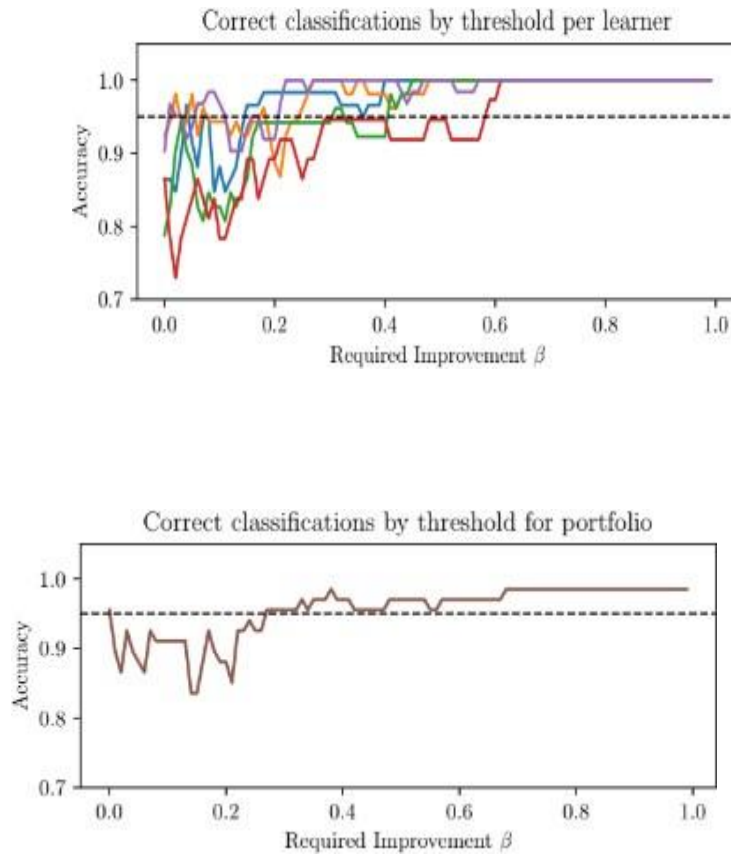 Correct classifications by threshold per learner
1.0
0.9
0.8
0.7
Accuracy
0.0 0.2 0.4 0.6 0.8 1.0
Required Improvement β
Correct classifications by threshold for portfolio
1.0
0.9
0.8
0.7
Accuracy
0.0 0.2 0.4 0.6 0.8 1.0
Required Improvement β